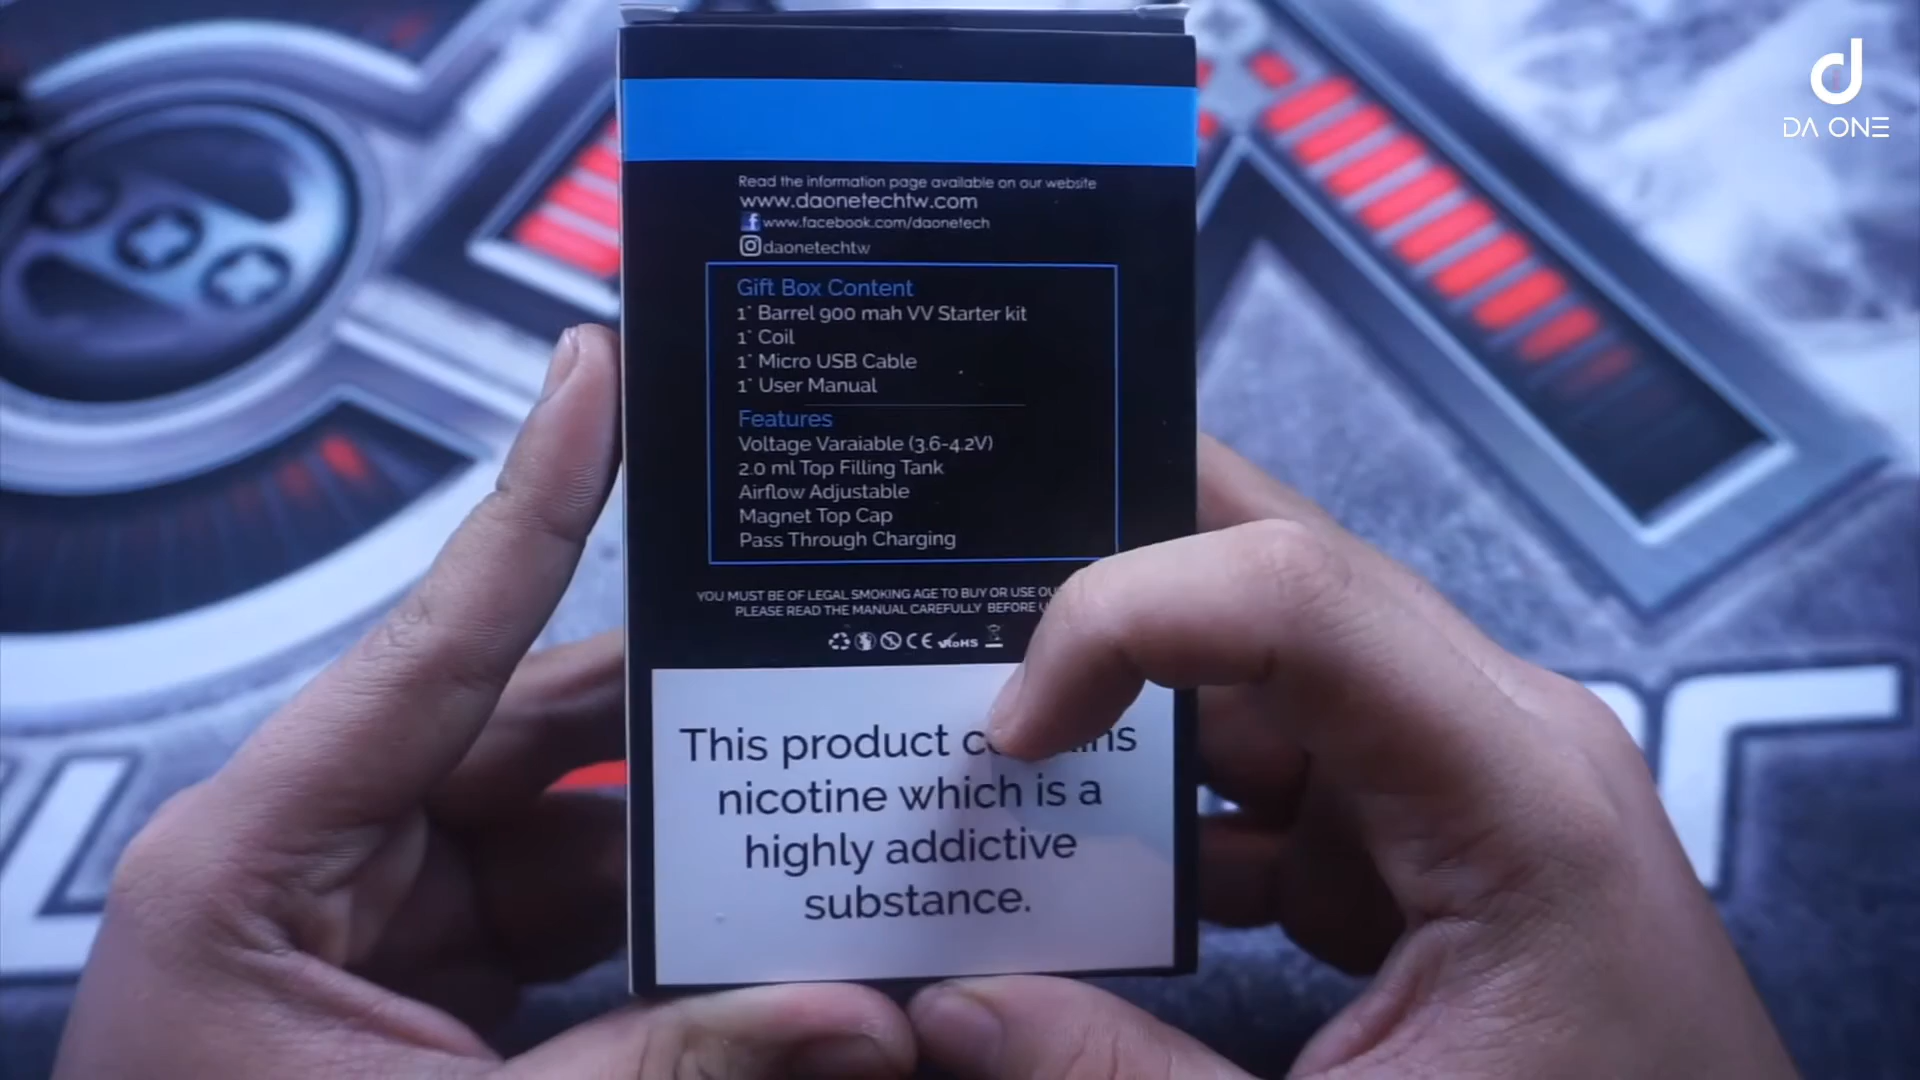 DA ONE
Read the information page available on our website
www.daonetechtw.com
www.facebook.com/daonetech
daonetechtw
Gift Box Content
1* Barrel 900 mah VV Starter kit
1* Coil
1* Micro USB Cable
1* User Manual
Features
Voltage Varaiable (3.6-4.2V)
2.0 ml Top Filling Tank
Airflow Adjustable
Magnet Top Cap
Pass Through Charging
YOU MUST BE OF LEGAL SMOKING AGE TO BUY OR USE
PLEASE READ THE MANUAL CAREFULLY BEFORE
CE RoHS
This product
nicotine which is a
highly addictive
substance.